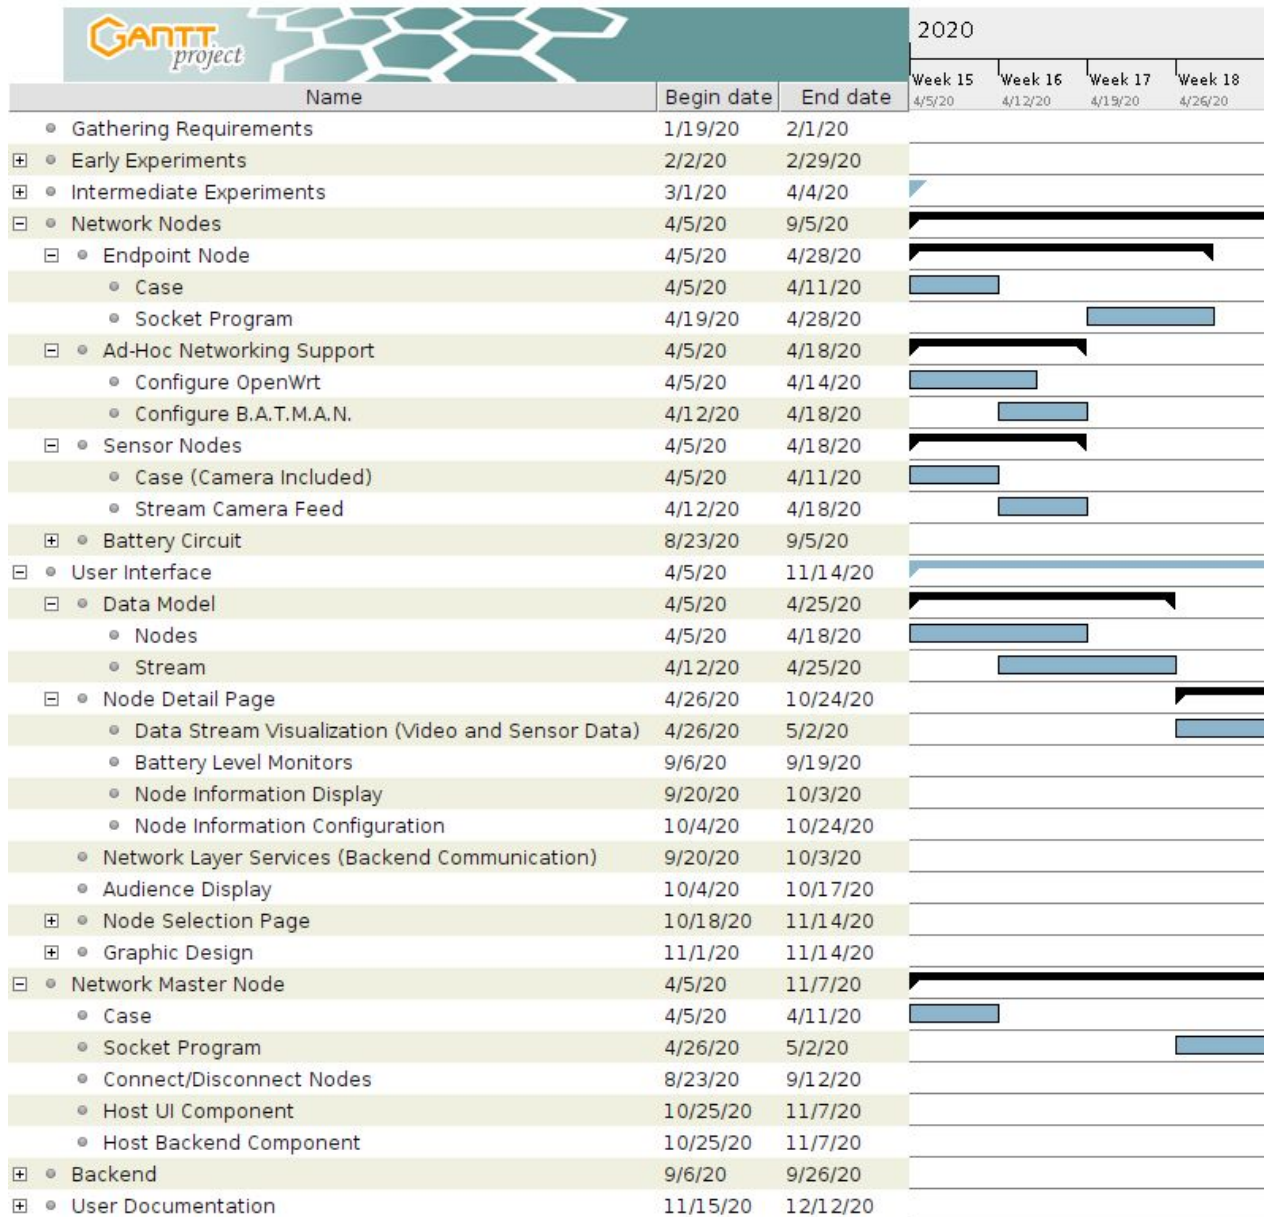 GANTT project
2020
Week 15 Week 16 Week 17 Week 18
Name Begin date End date 4/5/20 4/12/20 4/19/20 4/26/20
Gathering Requirements 1/19/20 2/1/20
Early Experiments 2/2/20 2/29/20
Intermediate Experiments 3/1/20 4/4/20
Network Nodes 4/5/20 9/5/20
Endpoint Node 4/5/20 4/28/20
Case 4/5/20 4/11/20
Socket Program 4/19/20 4/28/20
Ad-Hoc Networking Support 4/5/20 4/18/20
Configure OpenWrt 4/5/20 4/14/20
Configure B.A.T.M.A.N. 4/12/20 4/18/20
Sensor Nodes 4/5/20 4/18/20
Case (Camera Included) 4/5/20 4/11/20
Stream Camera Feed 4/12/20 4/18/20
Battery Circuit 8/23/20 9/5/20
User Interface 4/5/20 11/14/20
Data Model 4/5/20 4/25/20
Nodes 4/5/20 4/18/20
Stream 4/12/20 4/25/20
Node Detail Page 4/26/20 10/24/20
Data Stream Visualization (Video and Sensor Data) 4/26/20 5/2/20
Battery Level Monitors 9/6/20 9/19/20
Node Information Display 9/20/20 10/3/20
Node Information Configuration 10/4/20 10/24/20
Network Layer Services (Backend Communication) 9/20/20 10/3/20
Audience Display 10/4/20 10/17/20
Node Selection Page 10/18/20 11/14/20
Graphic Design 11/1/20 11/14/20
Network Master Node 4/5/20 11/7/20
Case 4/5/20 4/11/20
Socket Program 4/26/20 5/2/20
Connect/Disconnect Nodes 8/23/20 9/12/20
Host UI Component 10/25/20 11/7/20
Host Backend Component 10/25/20 11/7/20
Backend 9/6/20 9/26/20
User Documentation 11/15/20 12/12/20